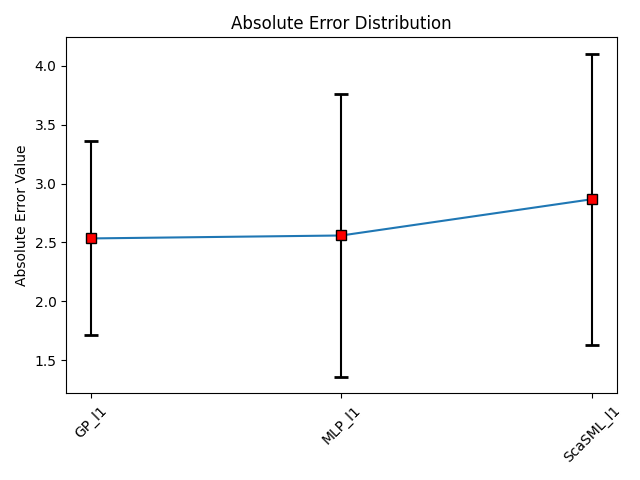 Absolute Error Distribution
Absolute Error Value
4.0
3.5
3.0
2.5
2.0
1.5
GP_l1
MLP_l1
ScaSML_l1